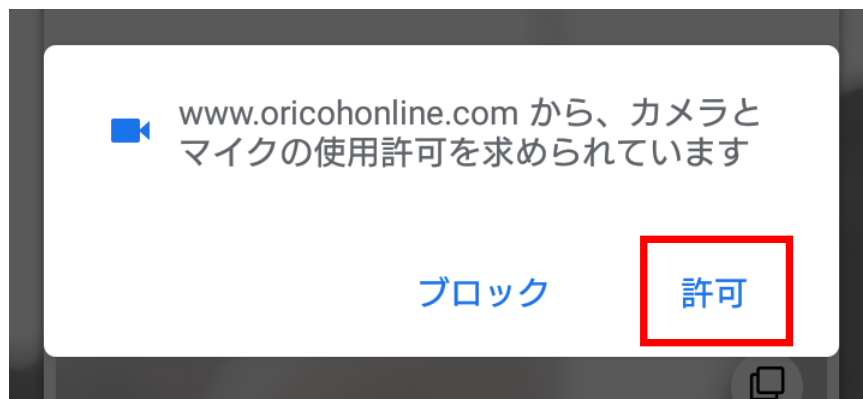 www.oricohonline.com から、カメラと
マイクの使用許可を求められています
ブロック
許可